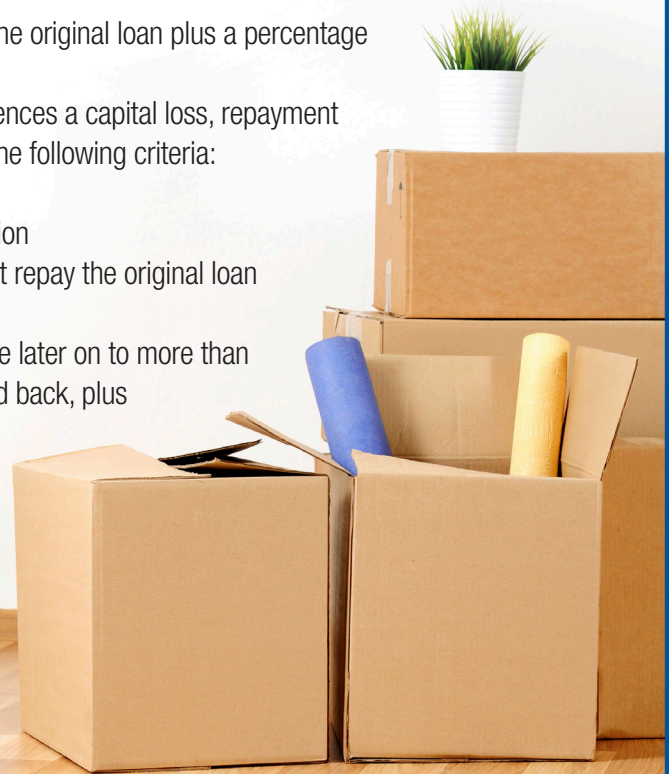 he original loan plus a percentage
ences a capital loss, repayment
he following criteria:
ion
t repay the original loan
e later on to more than
d back, plus